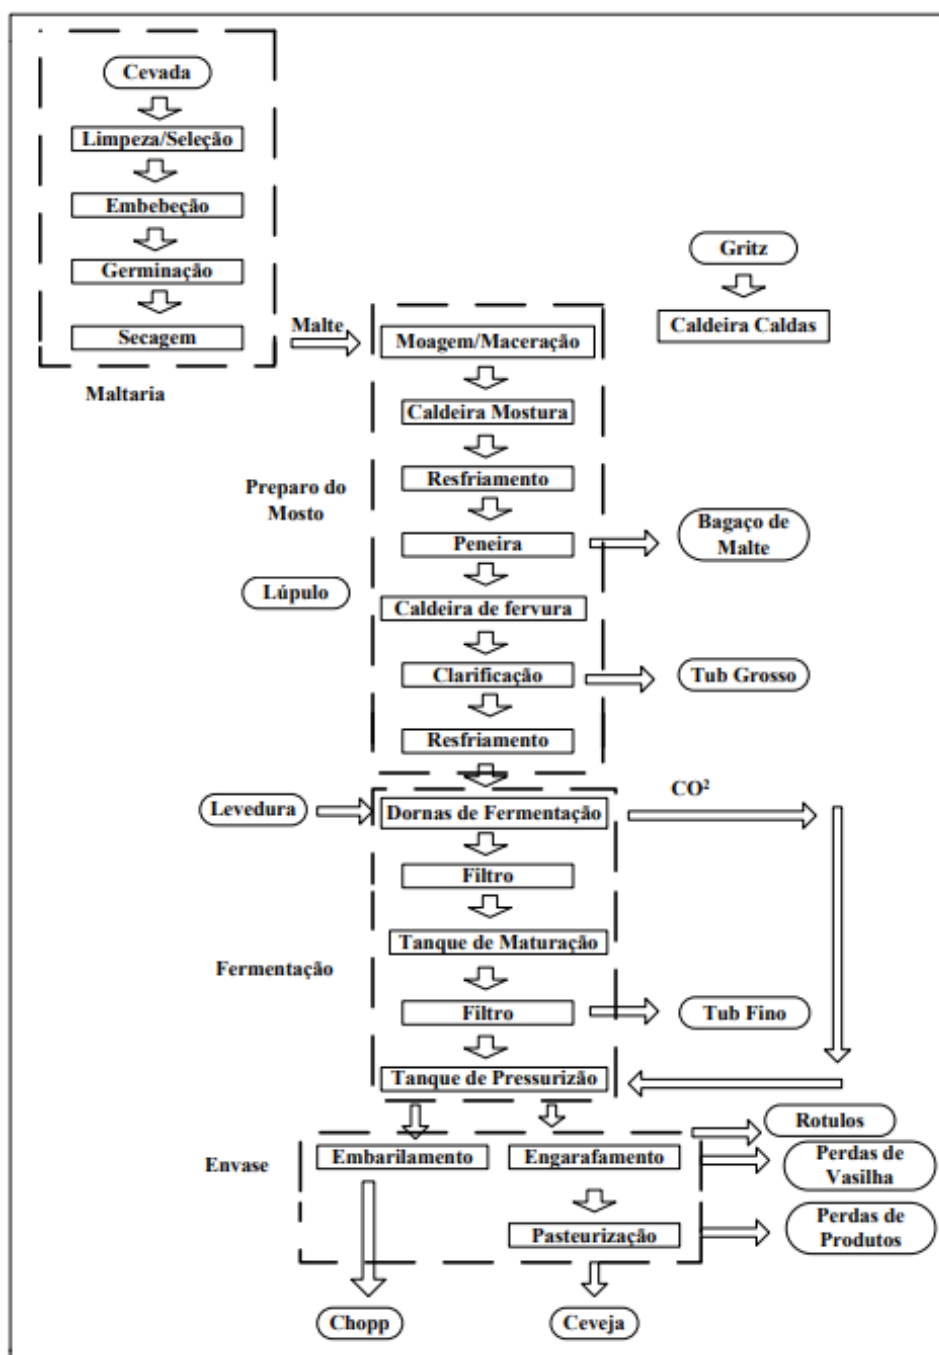 Cevada
Limpeza/Seleção
Embebeção
Germinação
Secagem
Maltaria
Malte
Gritz
Caldeira Caldas
Moagem/Maceração
Caldeira Mostura
Resfriamento
Preparo do
Mosto
Peneira
Bagaço de
Malte
Lúpulo
Caldeira de fervura
Clarificação
Tub Grosso
Resfriamento
CO²
Levedura
Dornas de Fermentação
Filtro
Tanque de Maturação
Fermentação
Filtro
Tub Fino
Tanque de Pressurizão
Rotulos
Envase
Embarilamento
Engarafamento
Perdas de
Vasilha
Pasteurização
Perdas de
Produtos
Chopp
Ceveja